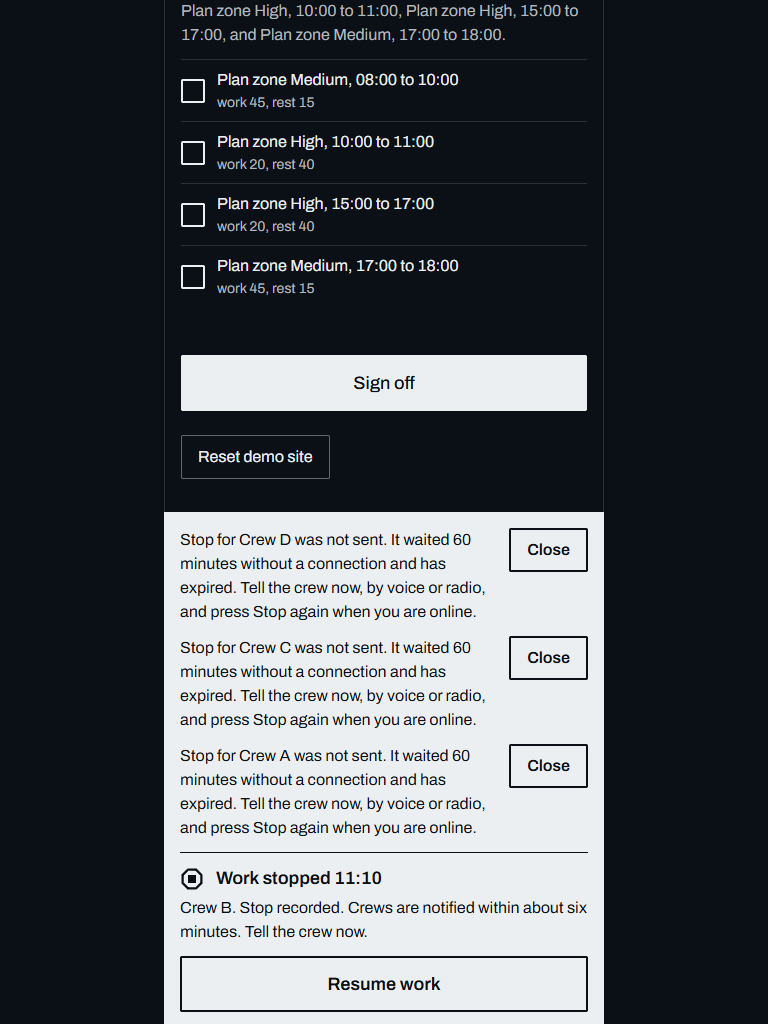 Plan zone High, 10:00 to 11:00, Plan zone High, 15:00 to
17:00, and Plan zone Medium, 17:00 to 18:00.
Plan zone Medium, 08:00 to 10:00
work 45, rest 15
Plan zone High, 10:00 to 11:00
work 20, rest 40
Plan zone High, 15:00 to 17:00
work 20, rest 40
Plan zone Medium, 17:00 to 18:00
work 45, rest 15
Sign off
Reset demo site
Stop for Crew D was not sent. It waited 60
minutes without a connection and has
expired. Tell the crew now, by voice or radio,
and press Stop again when you are online.
Close
Stop for Crew C was not sent. It waited 60
minutes without a connection and has
expired. Tell the crew now, by voice or radio,
and press Stop again when you are online.
Close
Stop for Crew A was not sent. It waited 60
minutes without a connection and has
expired. Tell the crew now, by voice or radio,
and press Stop again when you are online.
Close
Work stopped 11:10
Crew B. Stop recorded. Crews are notified within about six
minutes. Tell the crew now.
Resume work